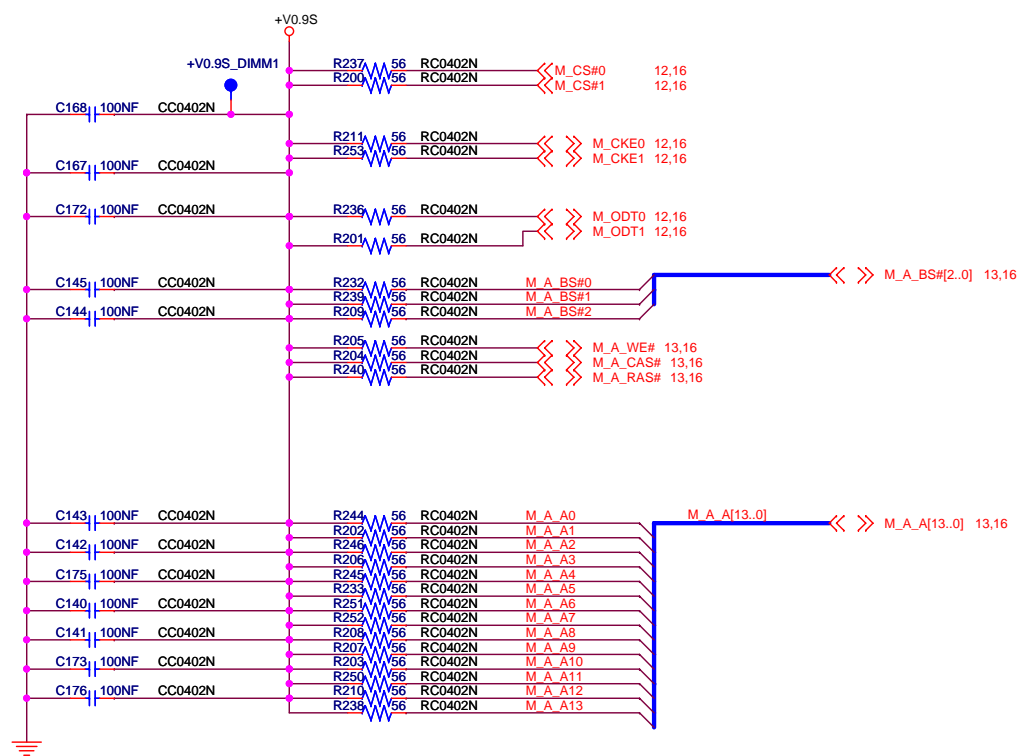 +V0.9S
+V0.9S_DIMM1
R237 56 RC0402N M_CS#0 12,16
R200 56 RC0402N M_CS#1 12,16
C168 100NF CC0402N
R211 56 RC0402N M_CKE0 12,16
R253 56 RC0402N M_CKE1 12,16
C167 100NF CC0402N
C172 100NF CC0402N R236 56 RC0402N M_ODT0 12,16
R201 56 RC0402N M_ODT1 12,16
M_A_BS#[2..0] 13,16
C145 100NF CC0402N R232 56 RC0402N M_A_BS#0
R239 56 RC0402N M_A_BS#1
C144 100NF CC0402N R209 56 RC0402N M_A_BS#2
R205 56 RC0402N M_A_WE# 13,16
R204 56 RC0402N M_A_CAS# 13,16
R240 56 RC0402N M_A_RAS# 13,16
C143 100NF CC0402N R244 56 RC0402N M_A_A0 M_A_A[13..0] M_A_A[13..0] 13,16
R202 56 RC0402N M_A_A1
C142 100NF CC0402N R246 56 RC0402N M_A_A2
R206 56 RC0402N M_A_A3
C175 100NF CC0402N R245 56 RC0402N M_A_A4
R233 56 RC0402N M_A_A5
C140 100NF CC0402N R251 56 RC0402N M_A_A6
R252 56 RC0402N M_A_A7
C141 100NF CC0402N R208 56 RC0402N M_A_A8
R207 56 RC0402N M_A_A9
C173 100NF CC0402N R203 56 RC0402N M_A_A10
R250 56 RC0402N M_A_A11
C176 100NF CC0402N R210 56 RC0402N M_A_A12
R238 56 RC0402N M_A_A13